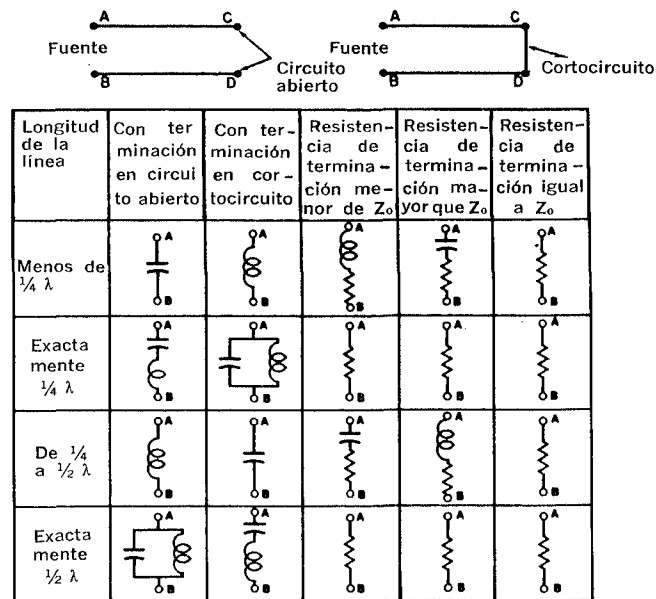 A C
Fuente
B D
Circuito
abierto
A C
Fuente
B D
Cortocircuito
Longitud
de la
línea
Con ter
minación
en circui
to abierto
Con ter-
minación
en cor-
tocircuito
Resisten-
cia de
termina-
ción me-
nor de Z₀
Resisten-
cia de
termina-
ción ma-
yor que Z₀
Resisten-
cia de
termina-
ción igual
a Z₀
Menos de
¼ λ
A A A A A
B B B B B
Exacta
mente
¼ λ
A A A A A
B B B B B
De ¼
a ½ λ
A A A A A
B B B B B
Exacta
mente
½ λ
A A A A A
B B B B B